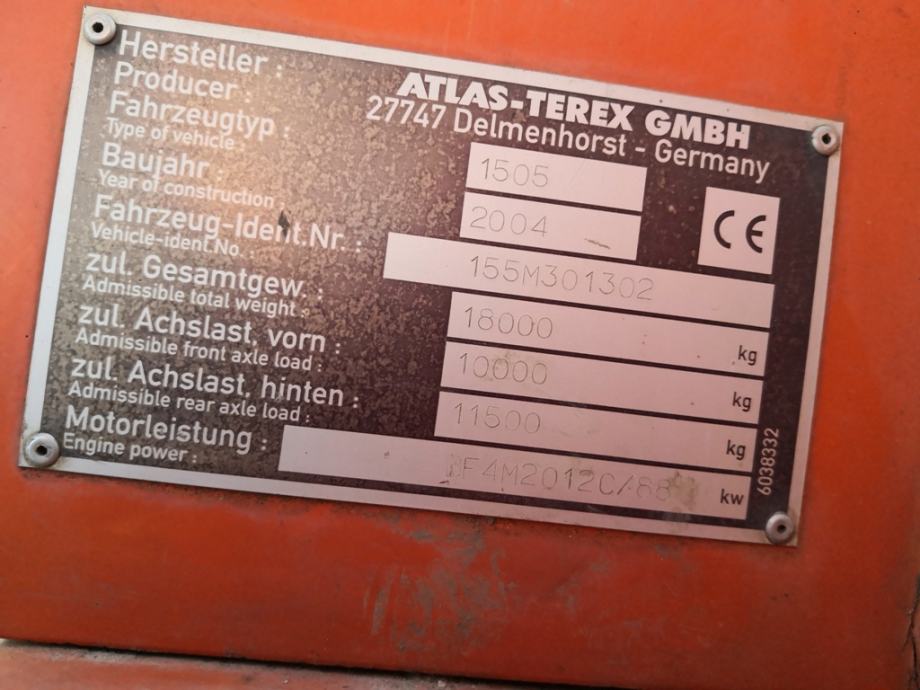 Hersteller :
Producer :
ATLAS-TEREX GMBH
27747 Delmenhorst - Germany
Fahrzeugtyp :
Type of vehicle :
1505
Baujahr
Year of construction :
2004
CE
Fahrzeug-Ident.Nr. :
Vehicle-ident.No.
155M301302
zul. Gesamtgew. :
Admissible total weight :
18000 kg
zul. Achslast, vorn :
Admissible front axle load :
10000 kg
zul. Achslast, hinten :
Admissible rear axle load :
11500 kg
Motorleistung :
Engine power :
BF4M2012C/88 kw
6038332